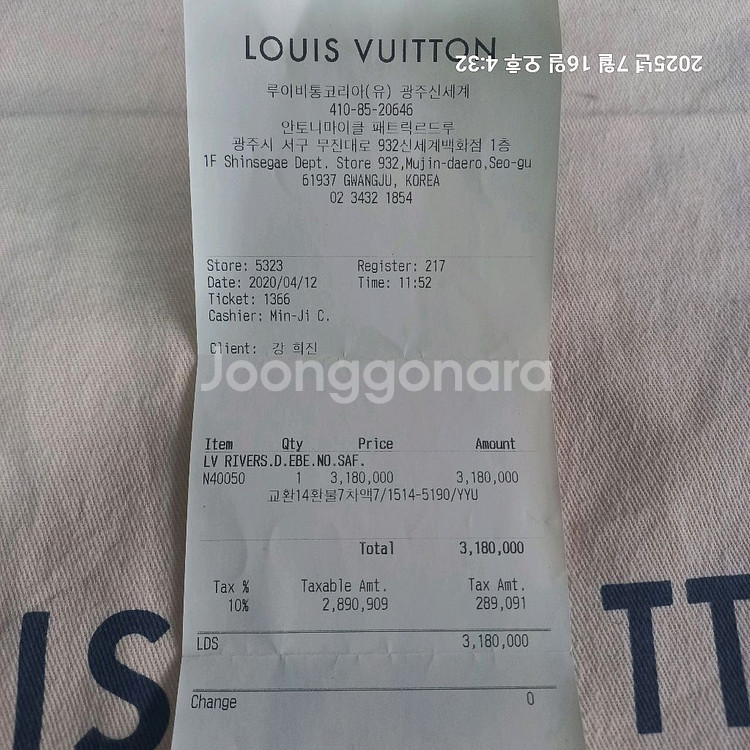 LOUIS VUITTON
2025년 7월 16일 오후 4:32
루이비통코리아(유) 광주신세계
410-85-20646
안토니마이클 패트릭르드루
광주시 서구 무진대로 932신세계백화점 1층
1F Shinsegae Dept. Store 932,Mujin-daero,Seo-gu
61937 GWANGJU, KOREA
02 3432 1854
Store: 5323 Register: 217
Date: 2020/04/12 Time: 11:52
Ticket: 1366
Cashier: Min-Ji C.
Client: 강 희진
Joonggonara
Item Qty Price Amount
LV RIVERS.D.EBE.NO.SAF.
N40050 1 3,180,000 3,180,000
교환14환불7차액7/1514-5190/YYU
Total 3,180,000
Tax % Taxable Amt. Tax Amt.
10% 2,890,909 289,091
LDS 3,180,000
Change 0
IS TT